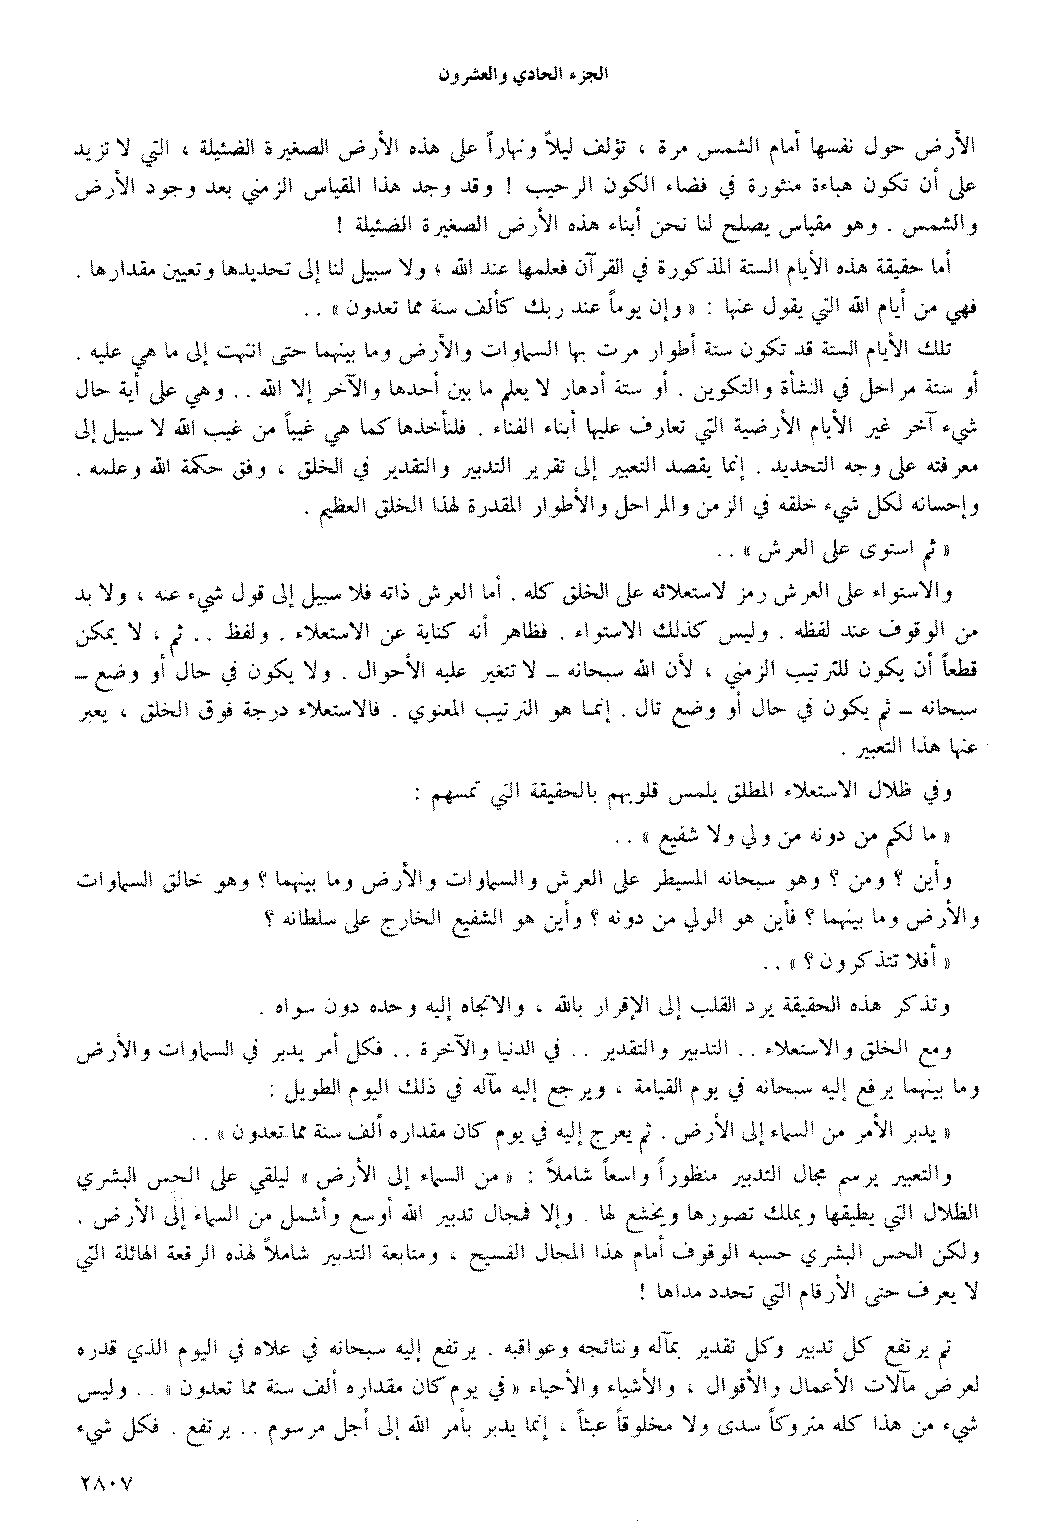 الجزء الحادي والعشرون
الأرض حول نفسها أمام الشمس مرة ، تؤلف ليلاً ونهاراً على هذه الأرض الصغيرة الضئيلة ، التي لا تزيد
على أن تكون هباءة منثورة في فضاء الكون الرحيب ! وقد وجد هذا المقياس الزمني بعد وجود الأرض
والشمس . وهو مقياس يصلح لنا نحن أبناء هذه الأرض الصغيرة الضئيلة !
أما حقيقة هذه الأيام الستة المذكورة في القرآن فعلمها عند الله ؛ ولا سبيل لنا إلى تحديدها وتعيين مقدارها .
فهي من أيام الله التي يقول عنها : « وإن يوماً عند ربك كألف سنة مما تعدون » . .
تلك الأيام الستة قد تكون ستة أطوار مرت بها السماوات والأرض وما بينهما حتى انتهت إلى ما هي عليه .
أو ستة مراحل في النشأة والتكوين . أو ستة أدهار لا يعلم ما بين أحدها والآخر إلا الله . . وهي على أية حال
شيء آخر غير الأيام الأرضية التي تعارف عليها أبناء الفناء . فلنأخذها كما هي غيباً من غيب الله لا سبيل إلى
معرفته على وجه التحديد . إنما يقصد التعبير إلى تقرير التدبير والتقدير في الخلق ، وفق حكمة الله وعلمه .
وإحسانه لكل شيء خلقه في الزمن والمراحل والأطوار المقدرة لهذا الخلق العظيم .
« ثم استوى على العرش » . .
والاستواء على العرش رمز لاستعلائه على الخلق كله . أما العرش ذاته فلا سبيل إلى قول شيء عنه ، ولا بد
من الوقوف عند لفظه . وليس كذلك الاستواء . فظاهر أنه كناية عن الاستعلاء . ولفظ . . ثم ، لا يمكن
قطعاً أن يكون للترتيب الزمني ، لأن الله سبحانه – لا تتغير عليه الأحوال . ولا يكون في حال أو وضع –
سبحانه – ثم يكون في حال أو وضع تال . إنما هو الترتيب المعنوي . فالاستعلاء درجة فوق الخلق ، يعبر
عنها هذا التعبير .
وفي ظلال الاستعلاء المطلق يلمس قلوبهم بالحقيقة التي تمسهم :
« ما لكم من دونه من ولي ولا شفيع » . .
وأين ؟ ومن ؟ وهو سبحانه المسيطر على العرش والسماوات والأرض وما بينهما ؟ وهو خالق السماوات
والأرض وما بينهما ؟ فأين هو الولي من دونه ؟ وأين هو الشفيع الخارج على سلطانه ؟
« أفلا تتذكرون ؟ » . .
وتذكر هذه الحقيقة يرد القلب إلى الإقرار بالله ، والاتجاه إليه وحده دون سواه .
ومع الخلق والاستعلاء . . التدبير والتقدير . . في الدنيا والآخرة . . فكل أمر يدبر في السماوات والأرض
وما بينهما يرفع إليه سبحانه في يوم القيامة ، ويرجع إليه مآله في ذلك اليوم الطويل :
« يدبر الأمر من السماء إلى الأرض . ثم يعرج إليه في يوم كان مقداره ألف سنة مما تعدون » . .
والتعبير يرسم مجال التدبير منظوراً واسعاً شاملاً : « من السماء إلى الأرض » ليلقي على الحس البشري
الظلال التي يطيقها ويملك تصورها ويخشع لها . وإلا فمجال تدبير الله أوسع وأشمل من السماء إلى الأرض .
ولكن الحس البشري حسبه الوقوف أمام هذا المجال الفسيح ، ومتابعة التدبير شاملاً لهذه الرقعة الهائلة التي
لا يعرف حتى الأرقام التي تحدد مداها !
ثم يرتفع كل تدبير وكل تقدير بمآله ونتائجه وعواقبه . يرتفع إليه سبحانه في علاه في اليوم الذي قدره
لعرض مآلات الأعمال والأقوال ، والأشياء والأحياء « في يوم كان مقداره ألف سنة مما تعدون » . . وليس
شيء من هذا كله متروكاً سدى ولا مخلوقاً عبثاً ، إنما يدبر بأمر الله إلى أجل مرسوم . . يرتفع . فكل شيء
٢٨٠٧